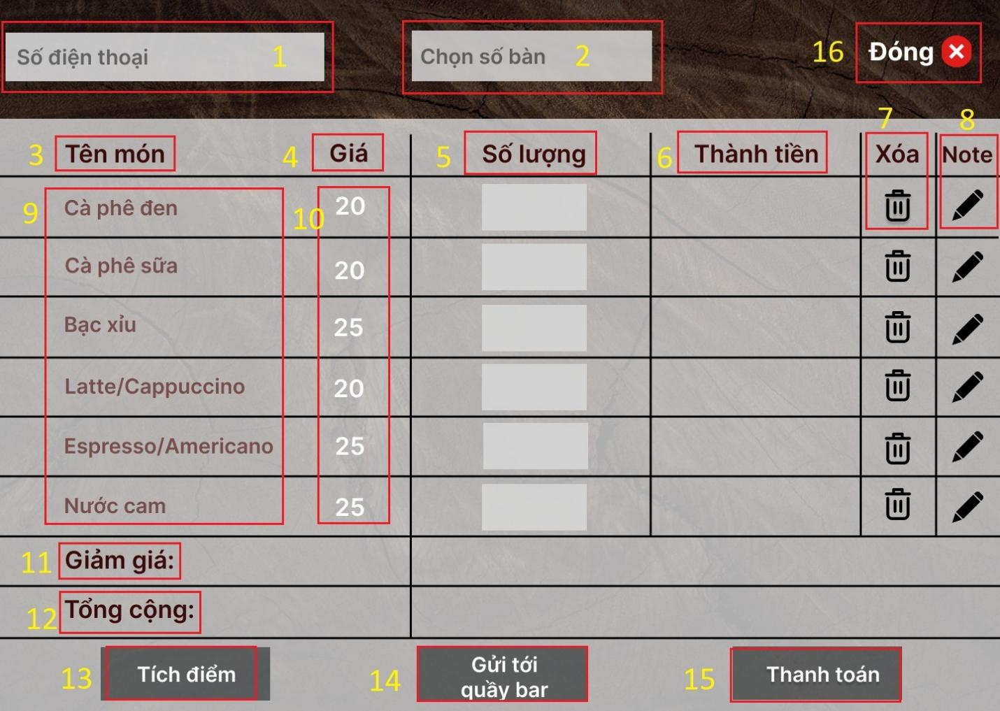 Số điện thoại 1
Chọn số bàn 2
16 Đóng
7 8
3 Tên món 4 Giá 5 Số lượng 6 Thành tiền Xóa Note
9 Cà phê đen 10 20
Cà phê sữa 20
Bạc xỉu 25
Latte/Cappuccino 20
Espresso/Americano 25
Nước cam 25
11 Giảm giá:
12 Tổng cộng:
13 Tích điểm
14 Gửi tới
quầy bar
15 Thanh toán